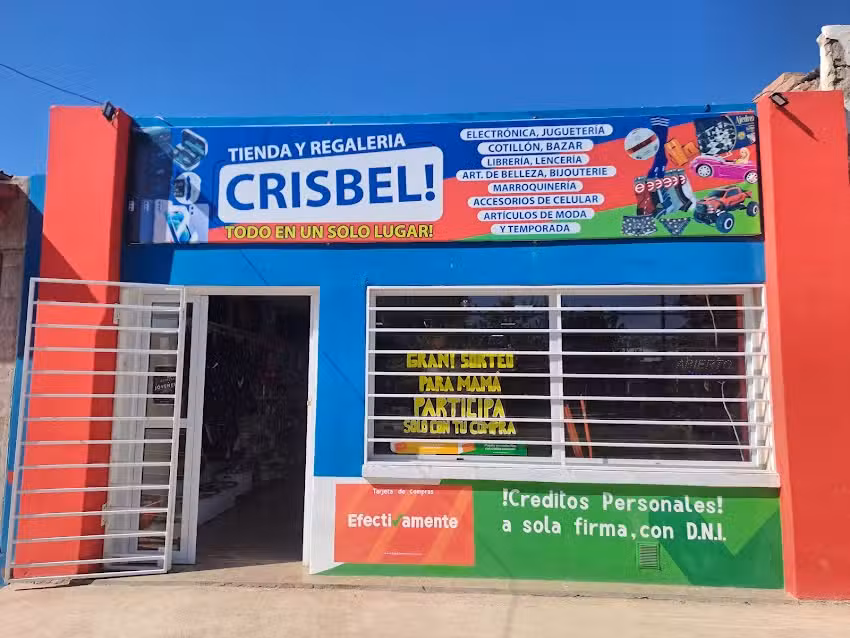 TIENDA Y REGALERIA
CRISBEL!
TODO EN UN SOLO LUGAR!
ELECTRÓNICA, JUGUETERÍA
COTILLÓN, BAZAR
LIBRERÍA, LENCERÍA
ART. DE BELLEZA, BIJOUTERIE
MARROQUINERÍA
ACCESORIOS DE CELULAR
ARTÍCULOS DE MODA
Y TEMPORADA
GRAN! SORTEO
PARA MAMA
PARTICIPA
SOLO CON TU COMPRA
ABIERTO
Tarjeta de Compras
Efectivamente
!Creditos Personales!
a sola firma, con D.N.I.